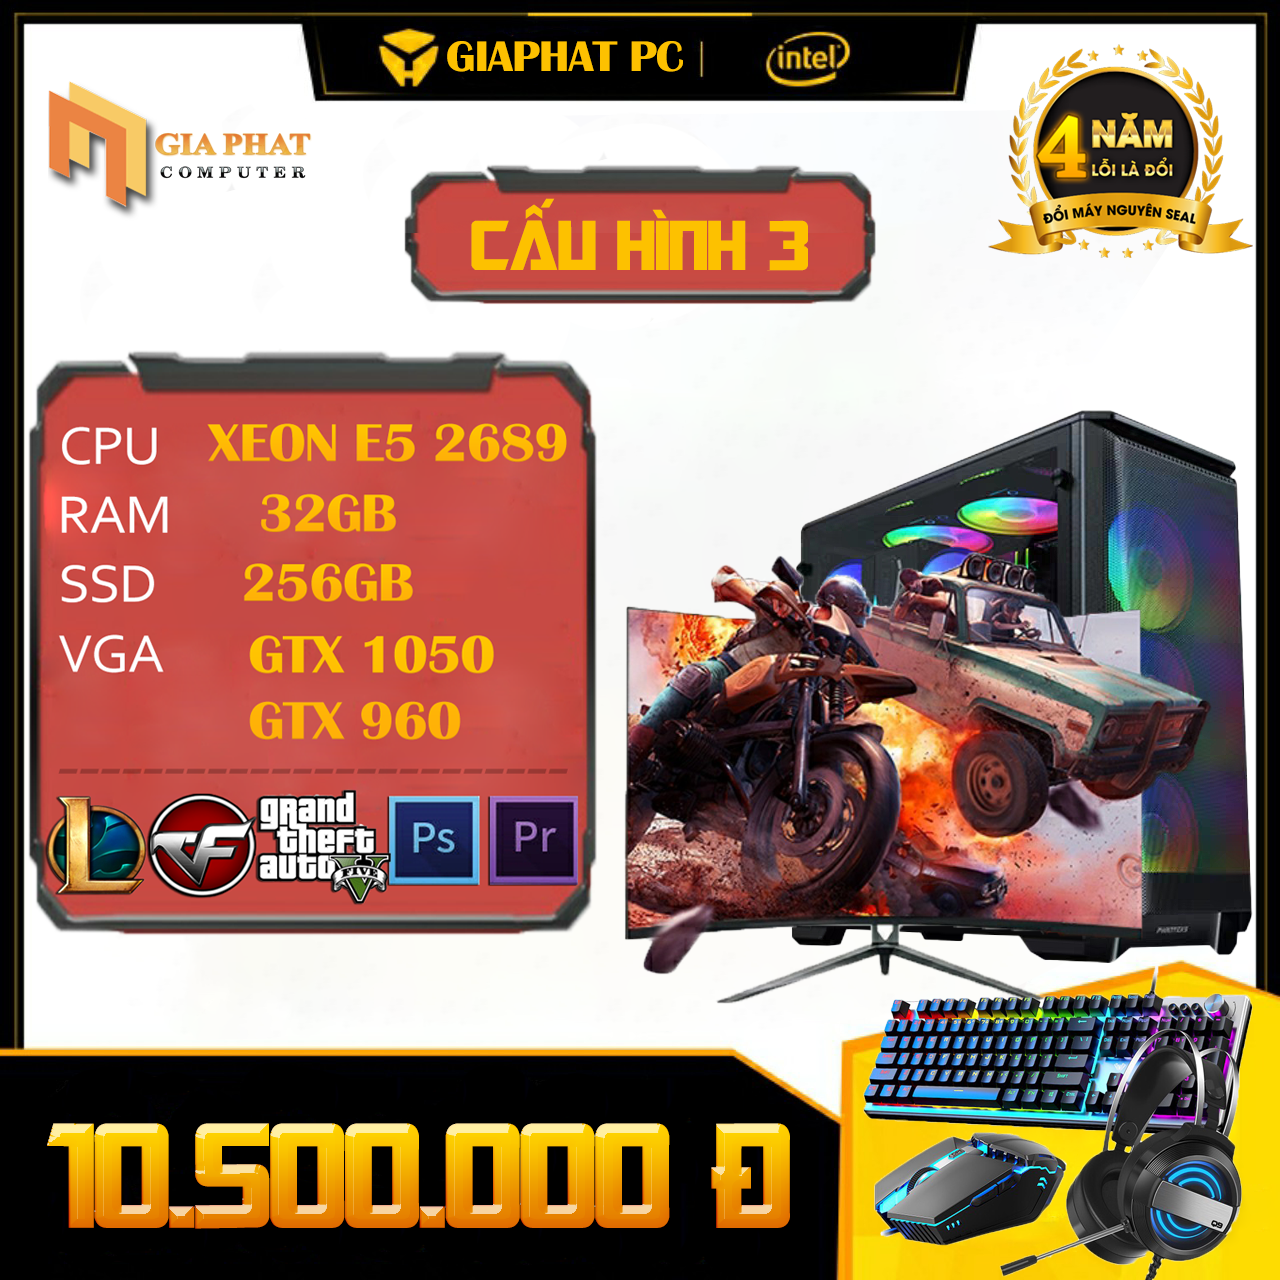 GIAPHAT PC
intel
GIA PHAT
COMPUTER
4 NĂM
LỖI LÀ ĐỔI
ĐỔI MÁY NGUYÊN SEAL
CẤU HÌNH 3
CPU XEON E5 2689
RAM 32GB
SSD 256GB
VGA GTX 1050
GTX 960
L
CF
grand
theft
auto
V
FIVE
Ps
Pr
PHANTEKS
10.500.000 Đ